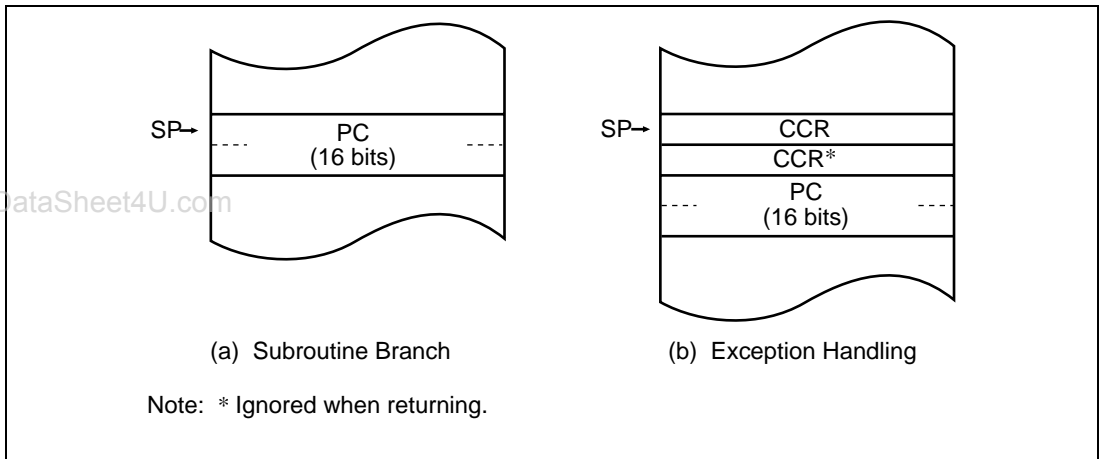 SP→
PC
(16 bits)
SP→
CCR
CCR*
PC
(16 bits)
DataSheet4U.com
(a) Subroutine Branch
(b) Exception Handling
Note: * Ignored when returning.